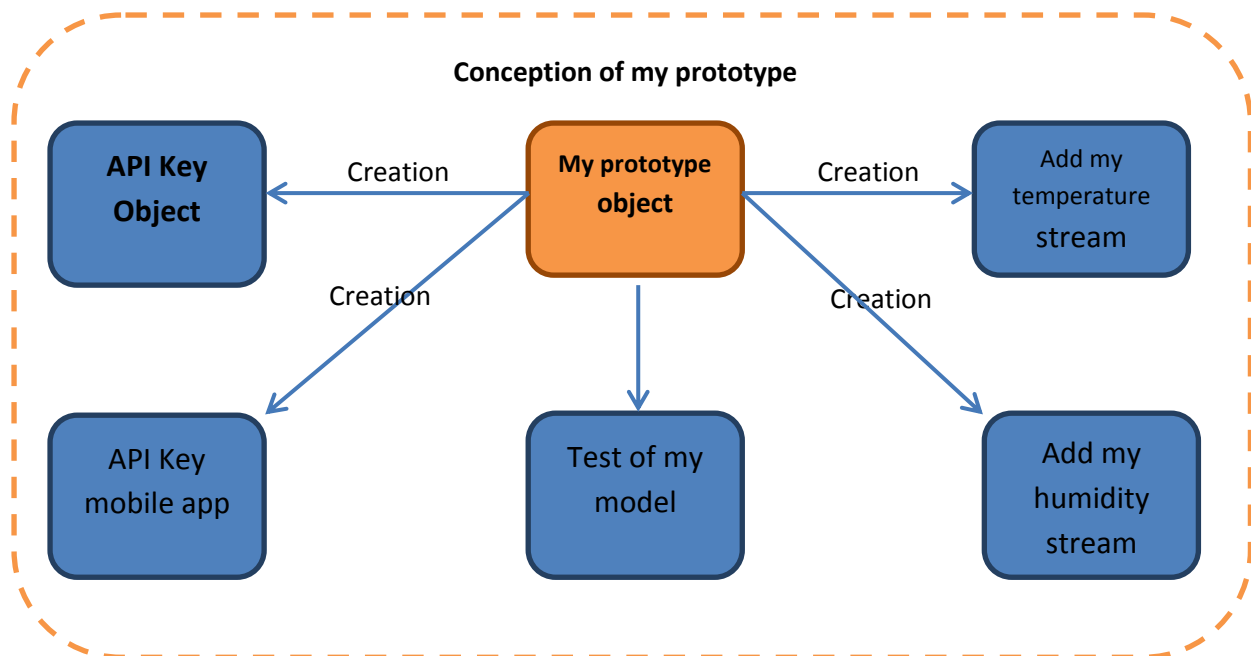 Conception of my prototype
API Key
Object
Creation
My prototype
object
Creation
Add my
temperature
stream
Creation
Creation
API Key
mobile app
Test of my
model
Add my
humidity
stream